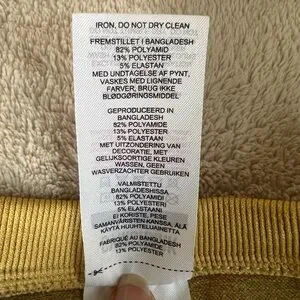 IRON, DO NOT DRY CLEAN
FREMSTILLET I BANGLADESH
82% POLYAMID
13% POLYESTER
5% ELASTAN
MED UNDTAGELSE AF PYNT,
VASKES MED LIGNENDE
FARVER, BRUG IKKE
BLØDGØRINGSMIDDEL
GEPRODUCEERD IN
BANGLADESH
82% POLYAMIDE
13% POLYESTER
5% ELASTAAN
MET UITZONDERING VAN
DECORATIE, MET
GELIJKSOORTIGE KLEUREN
WASSEN, GEEN
WASVERZACHTER GEBRUIKEN
VALMISTETTU
BANGLADESHISSA
82% POLYAMIDI
13% POLYESTERI
5% ELASTAANI
EI KORISTE, PESE
SAMANVÄRISTEN-KANSSA, ÄLÄ
KÄYTÄ HUUHTELUAINETTA
FABRIQUÉ AU BANGLADESH
82% POLYAMIDE
13% POLYESTER